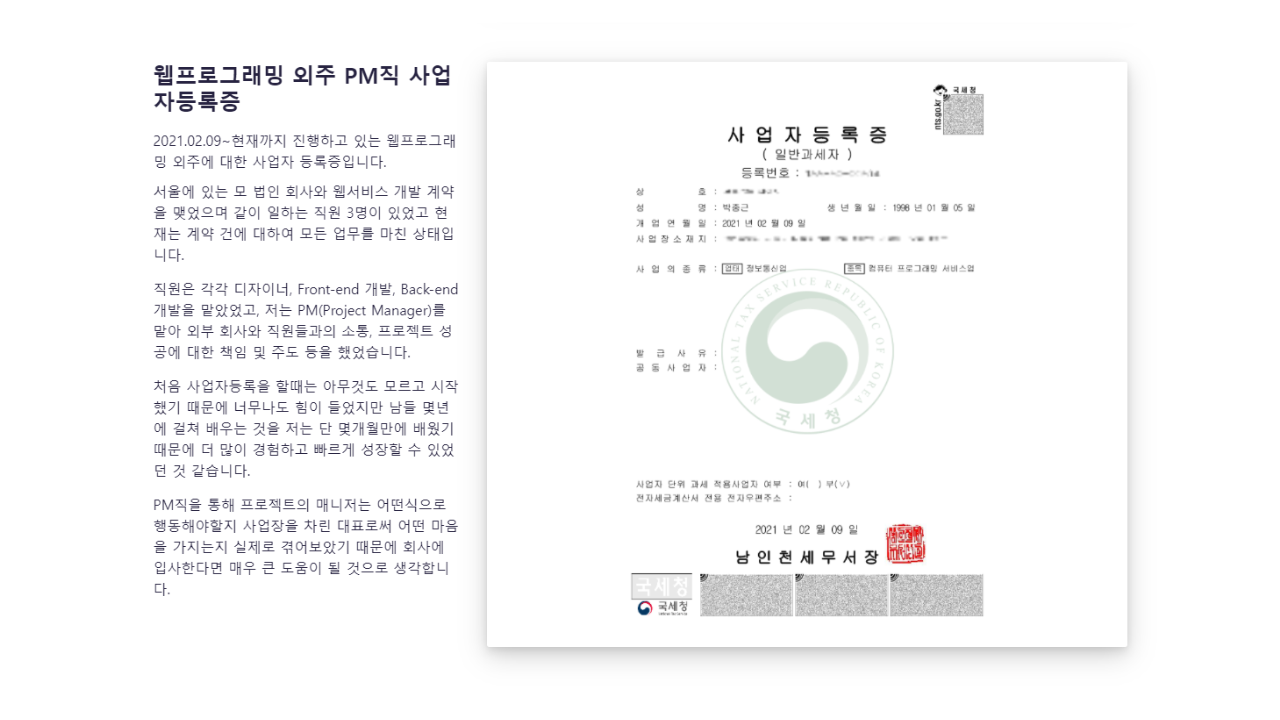 웹프로그래밍 외주 PM직 사업
자등록증
2021.02.09~현재까지 진행하고 있는 웹프로그래
밍 외주에 대한 사업자 등록증입니다.
서울에 있는 모 법인 회사와 웹서비스 개발 계약
을 맺었으며 같이 일하는 직원 3명이 있었고 현
재는 계약 건에 대하여 모든 업무를 마친 상태입
니다.
직원은 각각 디자이너, Front-end 개발, Back-end
개발을 맡았었고, 저는 PM(Project Manager)를
맡아 외부 회사와 직원들과의 소통, 프로젝트 성
공에 대한 책임 및 주도 등을 했었습니다.
처음 사업자등록을 할때는 아무것도 모르고 시작
했기 때문에 너무나도 힘이 들었지만 남들 몇년
에 걸쳐 배우는 것을 저는 단 몇개월만에 배웠기
때문에 더 많이 경험하고 빠르게 성장할 수 있었
던 것 같습니다.
PM직을 통해 프로젝트의 매니저는 어떤식으로
행동해야할지 사업장을 차린 대표로써 어떤 마음
을 가지는지 실제로 겪어보았기 때문에 회사에
입사한다면 매우 큰 도움이 될 것으로 생각합니
다.
국세청
nts.go.kr
사 업 자 등 록 증
( 일반과세자 )
등록번호 :
상 호 :
성 명 : 박종근 생 년 월 일 : 1998 년 01 월 05 일
개 업 연 월 일 : 2021 년 02 월 09 일
사 업 장 소 재 지 :
사 업 의 종 류 : 업태 정보통신업 종목 컴퓨터 프로그래밍 서비스업
NATIONAL TAX SERVICE REPUBLIC OF KOREA
국세청
발 급 사 유 :
공 동 사 업 자 :
사업자 단위 과세 적용사업자 여부 : 여( ) 부(∨)
전자세금계산서 전용 전자우편주소 :
2021 년 02 월 09 일
남 인 천 세 무 서 장
국세청
국세청